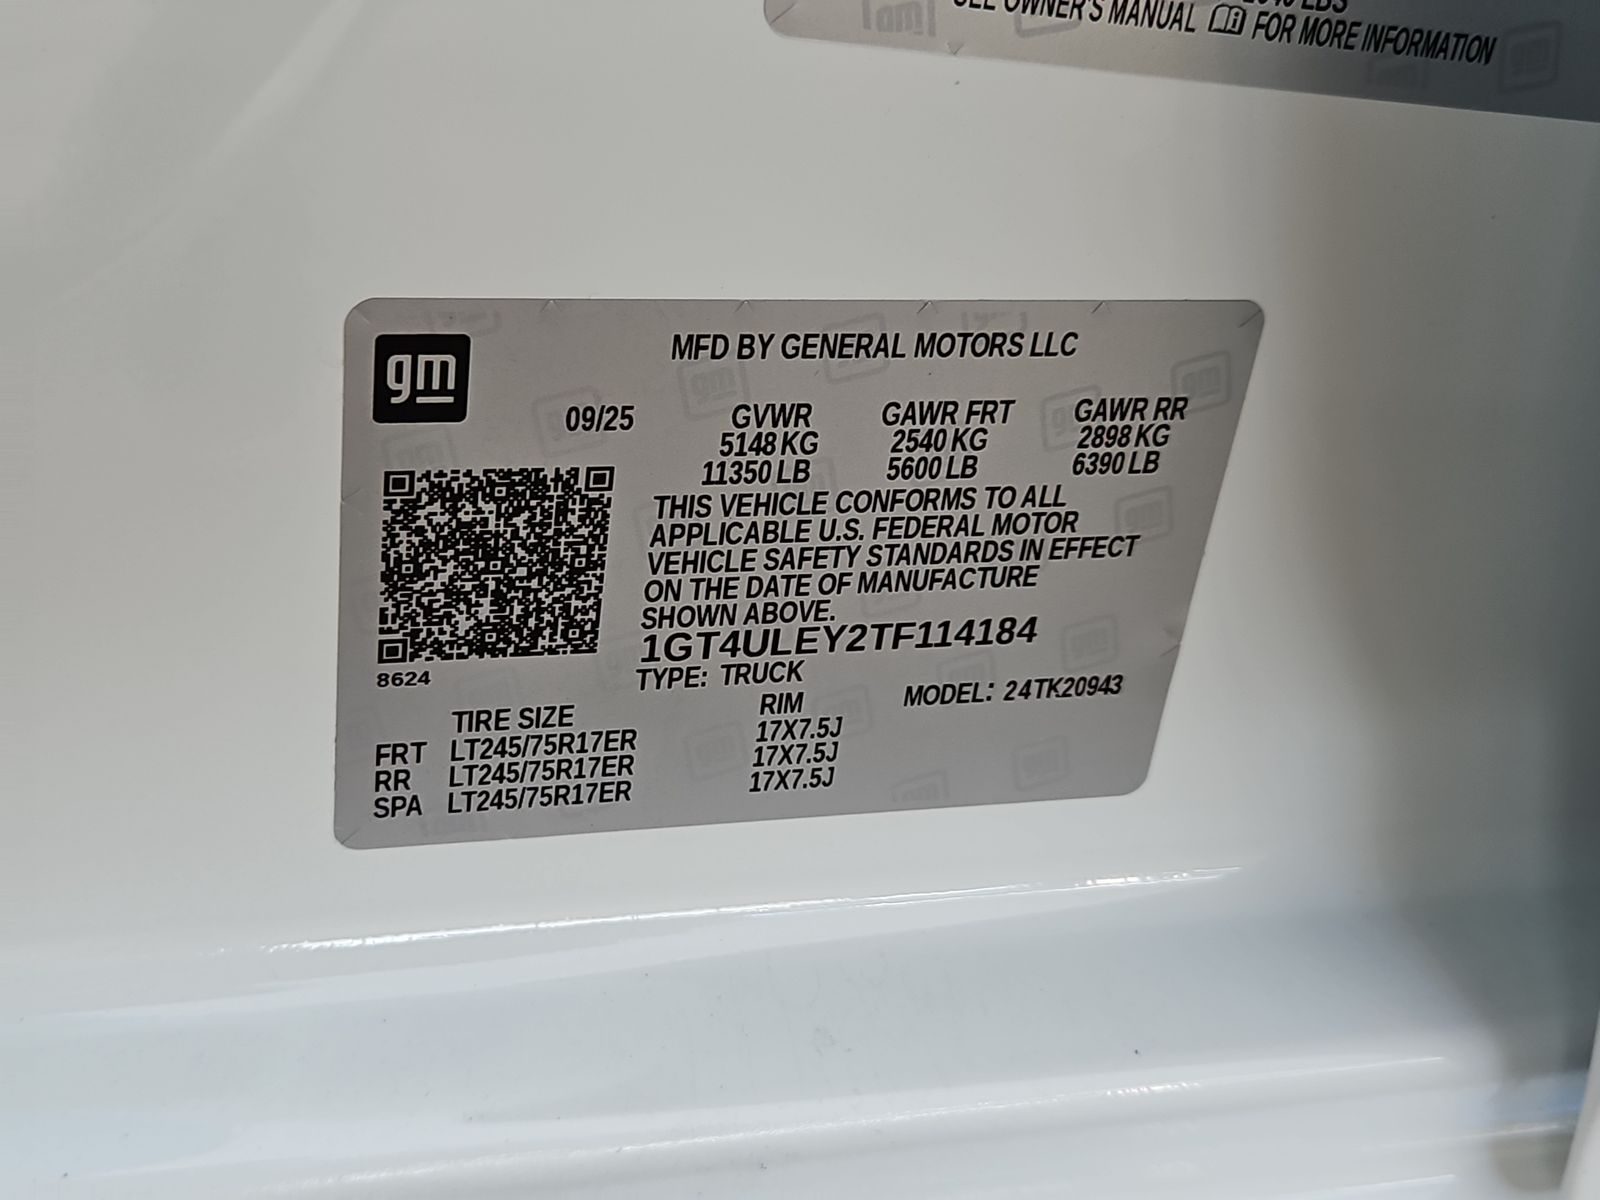 SEE OWNER'S MANUAL FOR MORE INFORMATION
gm
MFD BY GENERAL MOTORS LLC
09/25 GVWR GAWR FRT GAWR RR
5148 KG 2540 KG 2898 KG
11350 LB 5600 LB 6390 LB
THIS VEHICLE CONFORMS TO ALL
APPLICABLE U.S. FEDERAL MOTOR
VEHICLE SAFETY STANDARDS IN EFFECT
ON THE DATE OF MANUFACTURE
SHOWN ABOVE.
1GT4ULEY2TF114184
8624
TYPE: TRUCK
MODEL: 24TK20943
TIRE SIZE RIM
FRT LT245/75R17ER 17X7.5J
RR LT245/75R17ER 17X7.5J
SPA LT245/75R17ER 17X7.5J